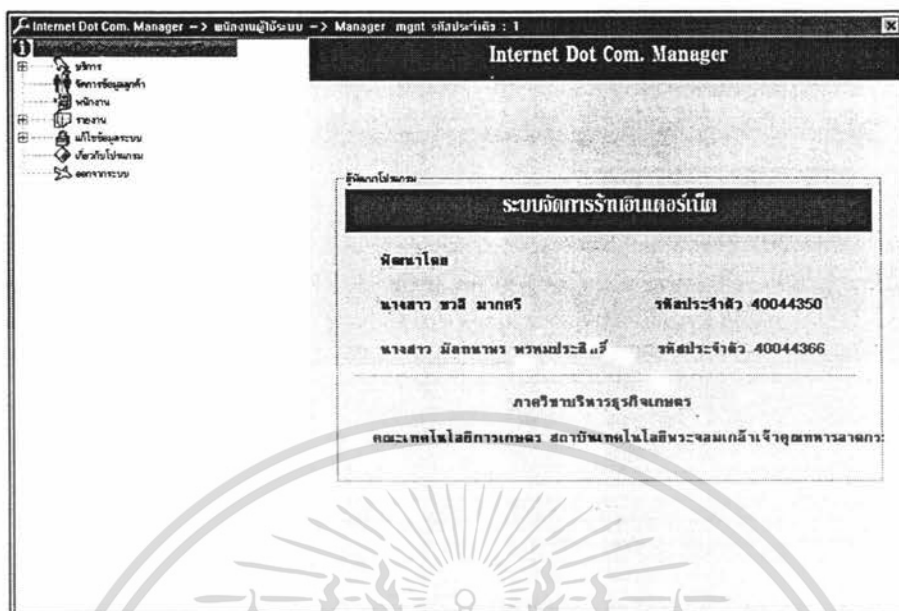 Internet Dot Com. Manager -> พนักงานผู้ใช้ระบบ -> Manager mgnt รหัสประจำตัว : 1
Internet Dot Com. Manager
บริการ
จัดการข้อมูลลูกค้า
พนักงาน
รายงาน
แก้ไขข้อมูลระบบ
เกี่ยวกับโปรแกรม
ออกจากระบบ
ผู้พัฒนาโปรแกรม
ระบบจัดการร้านอินเตอร์เน็ต
พัฒนาโดย
นางสาว ชวลี มากศรี รหัสประจำตัว 40044350
นางสาว มัลทนาพร รหัสประจำตัว 40044366
ภาควิชาบริหารธุรกิจเกษตร
คณะเทคโนโลยีการเกษตร สถาบันเทคโนโลยีพระจอมเกล้าเจ้าคุณทหารลาดกระ